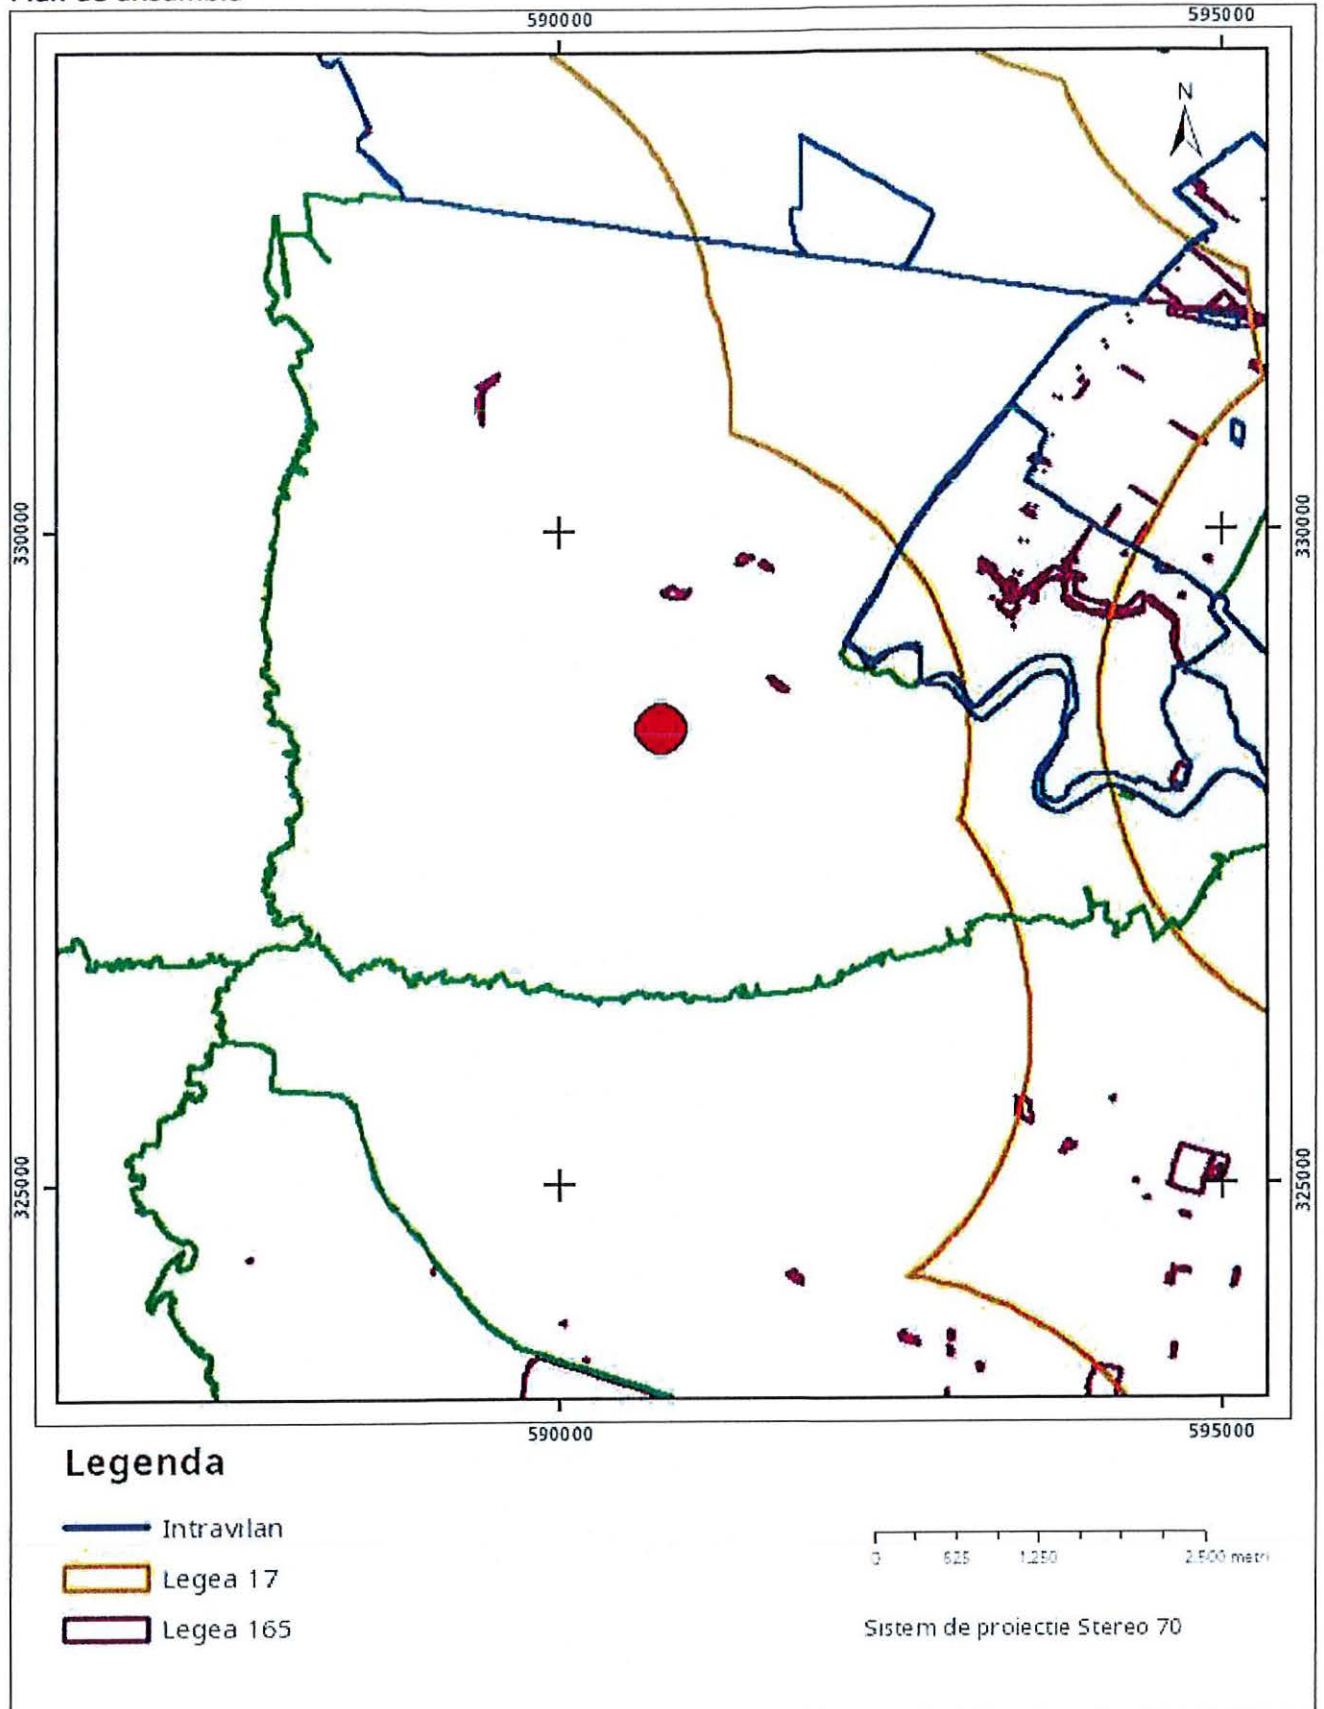 590000
595000
N
330000
330000
325000
325000
590000
595000
Legenda
Intravilan
Legea 17
Legea 165
0 625 1.250 2.500 metri
Sistem de proiectie Stereo 70